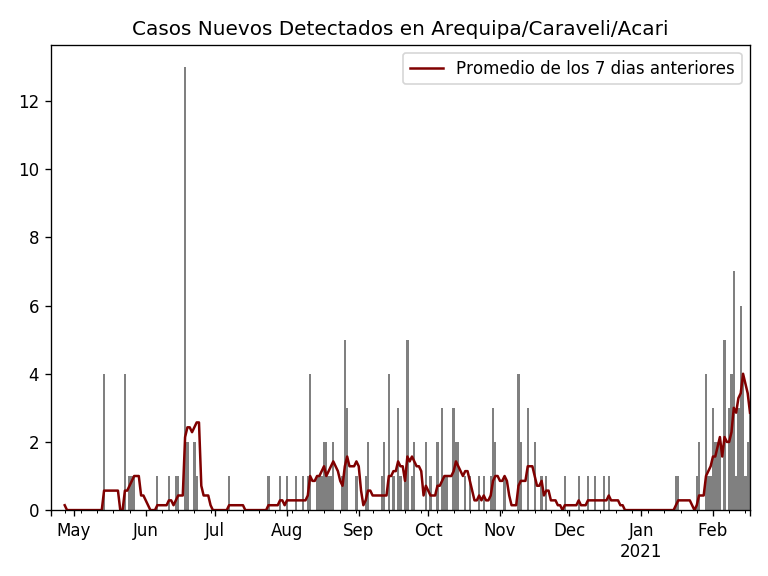 Casos Nuevos Detectados en Arequipa/Caraveli/Acari
Promedio de los 7 dias anteriores
12
10
8
6
4
2
0
May Jun Jul Aug Sep Oct Nov Dec Jan Feb
2021